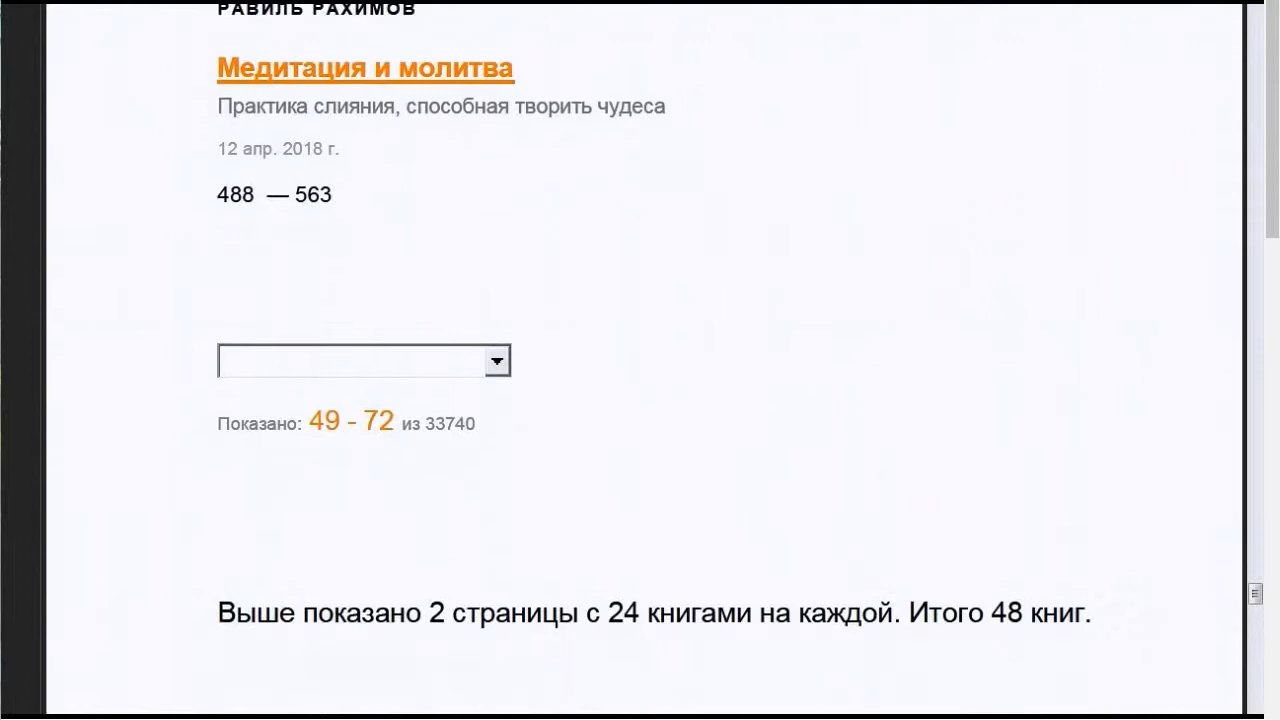 РАВИЛЬ РАХИМОВ
Медитация и молитва
Практика слияния, способная творить чудеса
12 апр. 2018 г.
488 — 563
Показано: 49 - 72 из 33740
Выше показано 2 страницы с 24 книгами на каждой. Итого 48 книг.